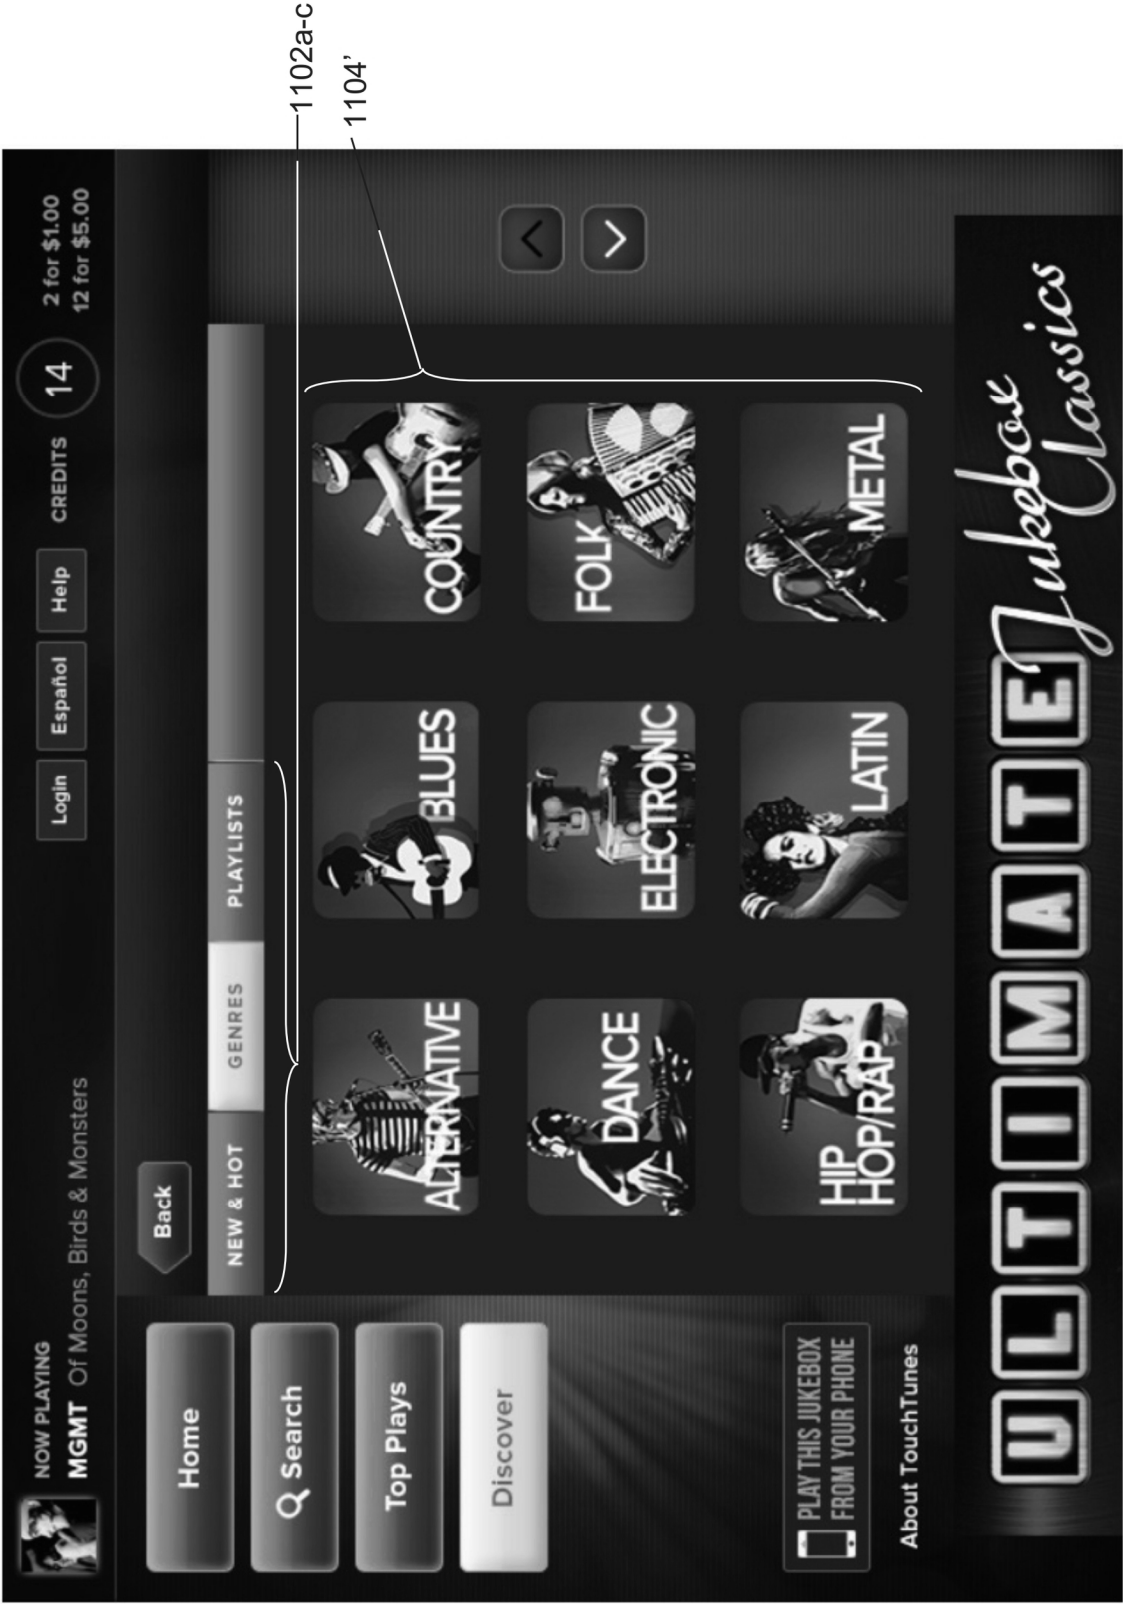 NOW PLAYING
MGMT Of Moons, Birds & Monsters
Login
Español
Help
CREDITS
14
2 for $1.00
12 for $5.00
Home
Search
Top Plays
Discover
PLAY THIS JUKEBOX
FROM YOUR PHONE
About TouchTunes
Back
NEW & HOT
GENRES
PLAYLISTS
1102a-c
1104’
ALTERNATIVE
BLUES
COUNTRY
DANCE
ELECTRONIC
FOLK
HIP
HOP/RAP
LATIN
METAL
ULTIMATE Jukebox
Classics